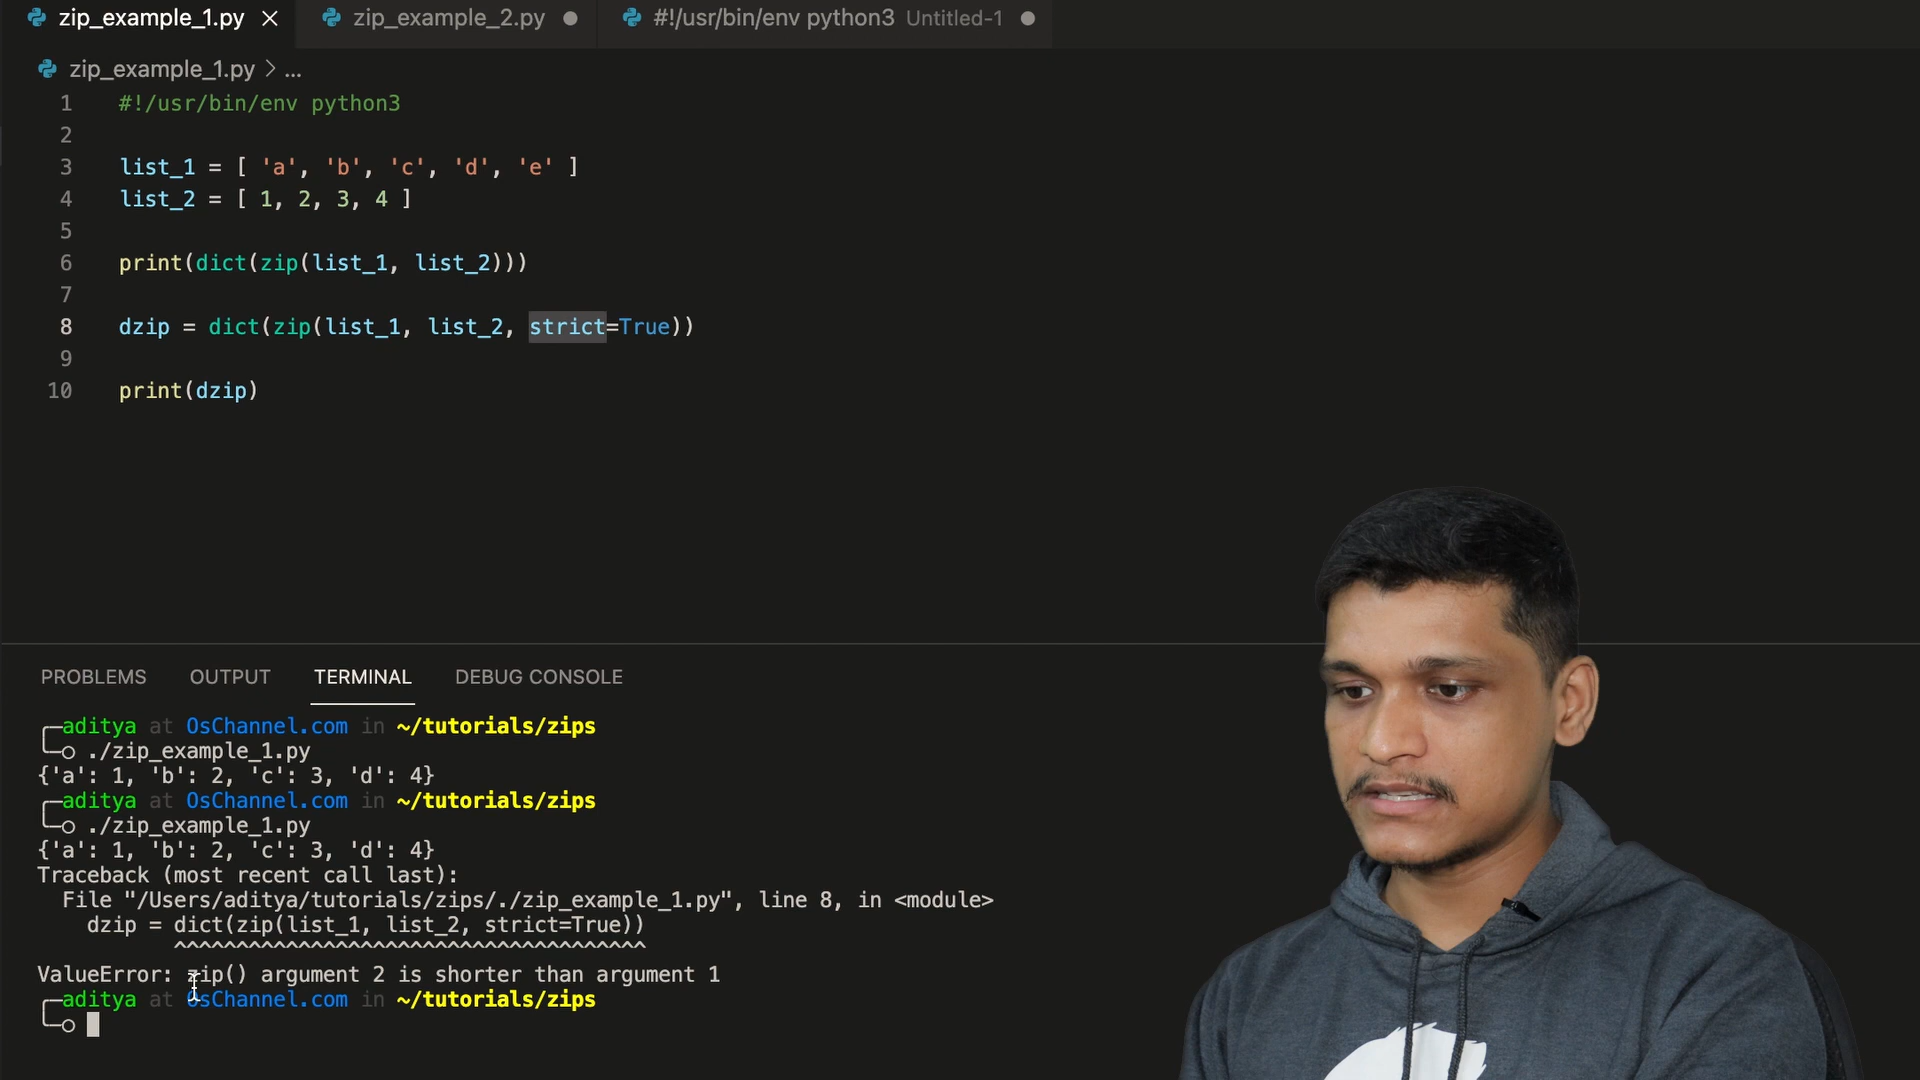 zip_example_1.py
zip_example_2.py
#!/usr/bin/env python3 Untitled-1
zip_example_1.py > ...
1 #!/usr/bin/env python3
2
3 list_1 = [ 'a', 'b', 'c', 'd', 'e' ]
4 list_2 = [ 1, 2, 3, 4 ]
5
6 print(dict(zip(list_1, list_2)))
7
8 dzip = dict(zip(list_1, list_2, strict=True))
9
10 print(dzip)
PROBLEMS OUTPUT TERMINAL DEBUG CONSOLE
aditya at OsChannel.com in ~/tutorials/zips
./zip_example_1.py
{'a': 1, 'b': 2, 'c': 3, 'd': 4}
aditya at OsChannel.com in ~/tutorials/zips
./zip_example_1.py
{'a': 1, 'b': 2, 'c': 3, 'd': 4}
Traceback (most recent call last):
File "/Users/aditya/tutorials/zips/./zip_example_1.py", line 8, in <module>
dzip = dict(zip(list_1, list_2, strict=True))
^^^^^^^^^^^^^^^^^^^^^^^^^^^^^^^^^^^^^^
ValueError: zip() argument 2 is shorter than argument 1
aditya at OsChannel.com in ~/tutorials/zips